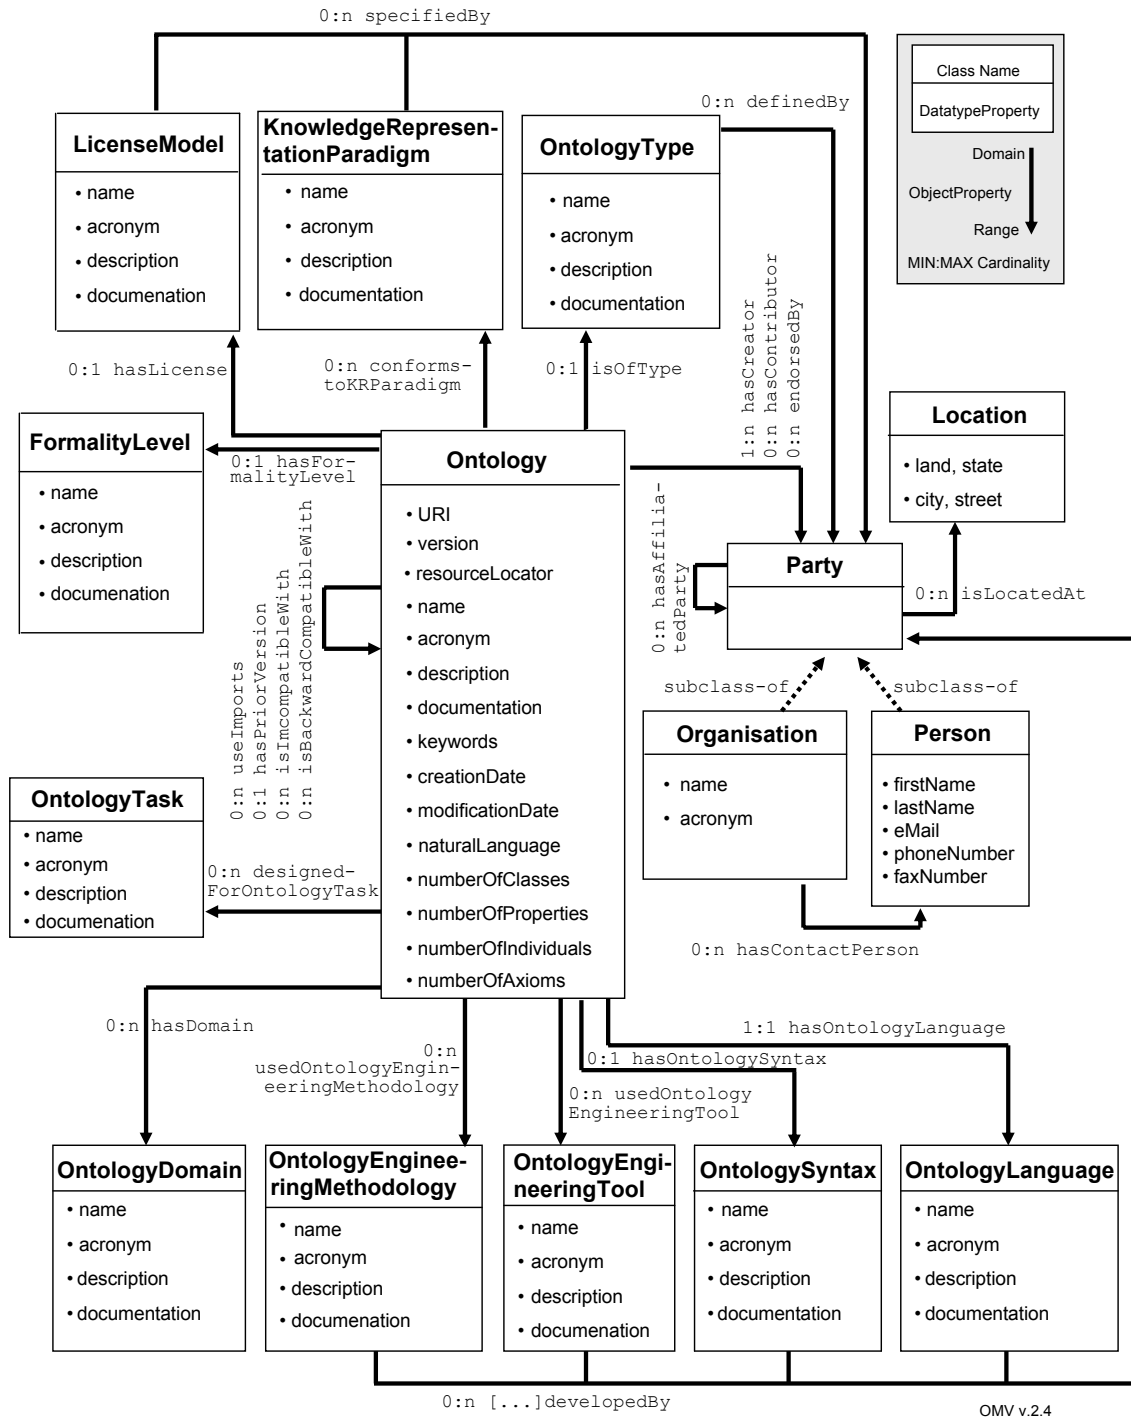 0:n specifiedBy
Class Name
DatatypeProperty
Domain
ObjectProperty
Range
MIN:MAX Cardinality
0:n definedBy
LicenseModel
• name
• acronym
• description
• documenation
KnowledgeRepresen-
tationParadigm
• name
• acronym
• description
• documentation
OntologyType
• name
• acronym
• description
• documentation
0:1 hasLicense
0:n conforms-
toKRParadigm
0:1 isOfType
1:n hasCreator
0:n hasContributor
0:n endorsedBy
Location
• land, state
• city, street
FormalityLevel
• name
• acronym
• description
• documenation
0:1 hasFor-
malityLevel
Ontology
• URI
• version
• resourceLocator
• name
• acronym
• description
• documentation
• keywords
• creationDate
• modificationDate
• naturalLanguage
• numberOfClasses
• numberOfProperties
• numberOfIndividuals
• numberOfAxioms
0:n useImports
0:1 hasPriorVersion
0:n isImcompatibleWith
0:n isBackwardCompatibleWith
0:n hasAffilia-
tedParty
Party
0:n isLocatedAt
subclass-of
subclass-of
Organisation
• name
• acronym
Person
• firstName
• lastName
• eMail
• phoneNumber
• faxNumber
0:n hasContactPerson
OntologyTask
• name
• acronym
• description
• documenation
0:n designed-
ForOntologyTask
0:n hasDomain
0:n
usedOntologyEngin-
eeringMethodology
0:n usedOntology
EngineeringTool
0:1 hasOntologySyntax
1:1 hasOntologyLanguage
OntologyDomain
• name
• acronym
• description
• documentation
OntologyEnginee-
ringMethodology
• name
• acronym
• description
• documenation
OntologyEngi-
neeringTool
• name
• acronym
• description
• documenation
OntologySyntax
• name
• acronym
• description
• documentation
OntologyLanguage
• name
• acronym
• description
• documentation
0:n [...]developedBy
OMV v.2.4